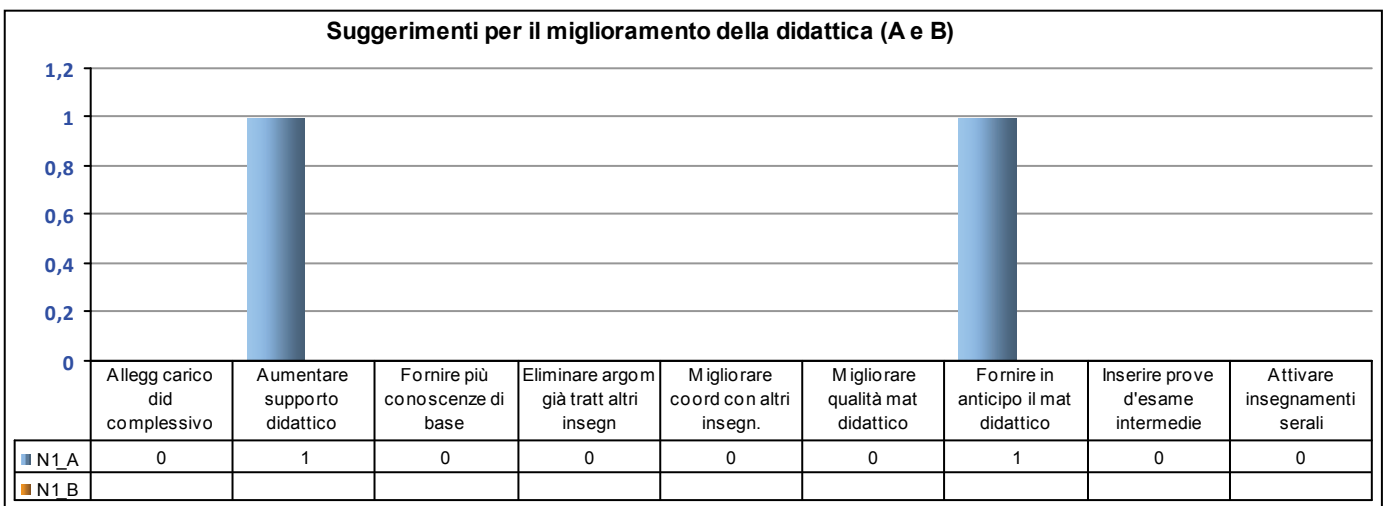 Suggerimenti per il miglioramento della didattica (A e B)
1,2
1
0,8
0,6
0,4
0,2
0
Allegg carico
did
complessivo
Aumentare
supporto
didattico
Fornire più
conoscenze di
base
Eliminare argom
già tratt altri
insegn
Migliorare
coord con altri
insegn.
Migliorare
qualità mat
didattico
Fornire in
anticipo il mat
didattico
Inserire prove
d'esame
intermedie
Attivare
insegnamenti
serali
N1_A 0 1 0 0 0 0 1 0 0
N1_B